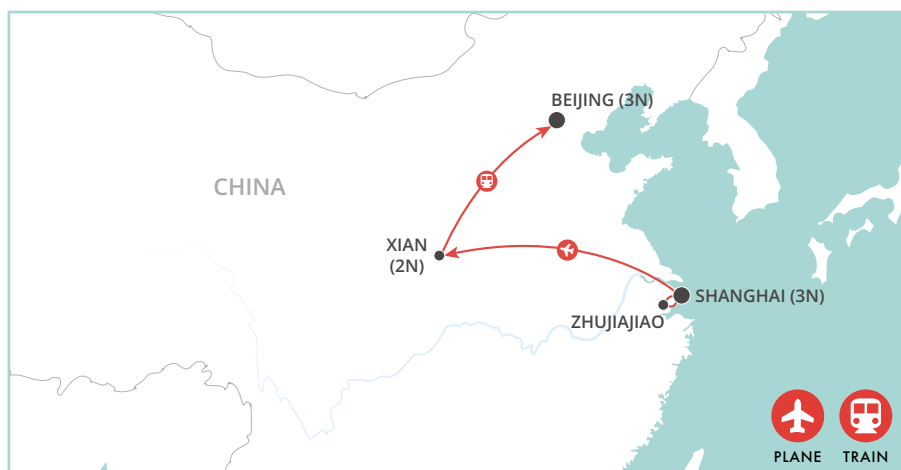 BEIJING (3N)
CHINA
XIAN
(2N)
SHANGHAI (3N)
ZHUJIAJIAO
PLANE
TRAIN